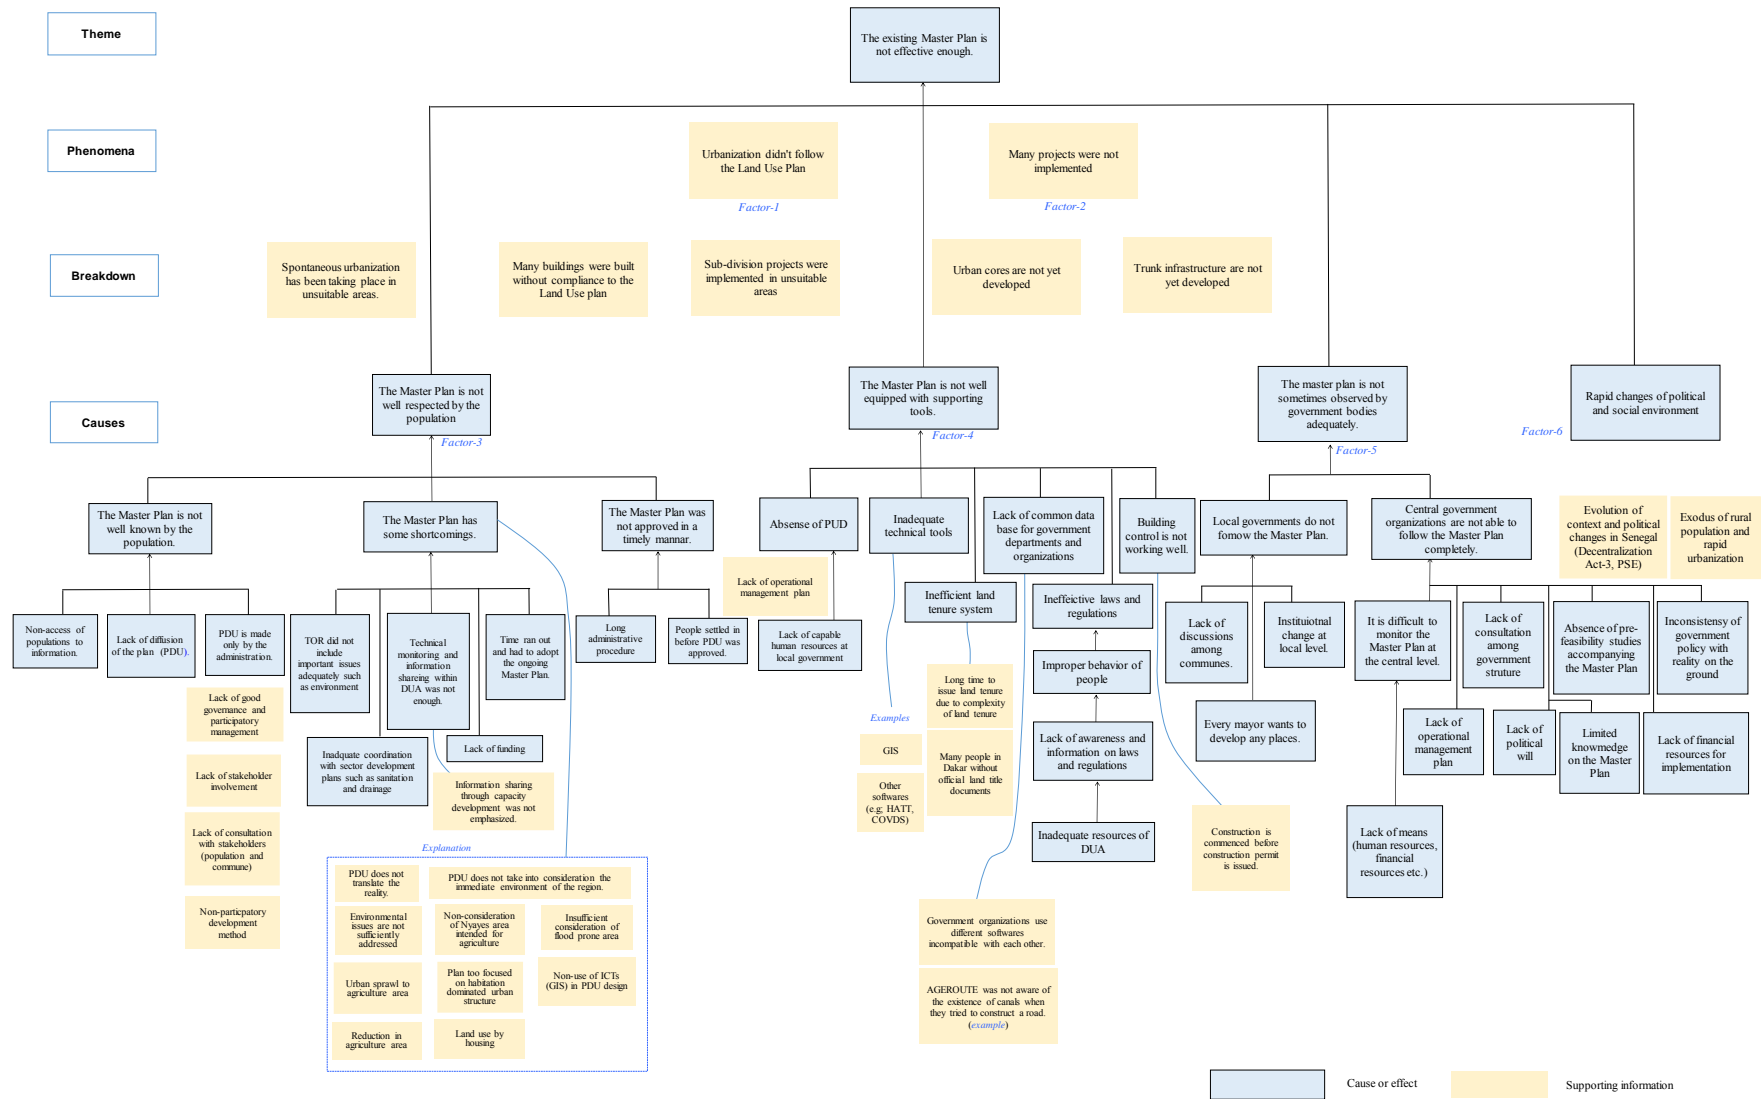 Theme
The existing Master Plan is
not effective enough.
Phenomena
Urbanization didn't follow
the Land Use Plan
Factor-1
Many projects were not
implemented
Factor-2
Breakdown
Spontaneous urbanization
has been taking place in
unsuitable areas.
Many buildings were built
without compliance to the
Land Use plan
Sub-division projects were
implemented in unsuitable
areas
Urban cores are not yet
developed
Trunk infrastructure are not
yet developed
Causes
The Master Plan is not
well respected by the
population
Factor-3
The Master Plan is not well
equipped with supporting
tools.
Factor-4
The master plan is not
sometimes observed by
government bodies
adequately.
Factor-5
Rapid changes of political
and social environment
Factor-6
The Master Plan is not
well known by the
population.
The Master Plan has
some shortcomings.
The Master Plan was
not approved in a
timely mannar.
Absense of PUD
Inadequate
technical tools
Lack of common data
base for government
departments and
organizations
Building
control is not
working well.
Local governments do not
fomow the Master Plan.
Central government
organizations are not able to
follow the Master Plan
completely.
Evolution of
context and political
changes in Senegal
(Decentralization
Act-3, PSE)
Exodus of rural
population and
rapid
urbanization
Non-access of
populations to
information.
Lack of diffusion
of the plan (PDU).
PDU is made
only by the
administration.
TOR did not
include
important issues
adequately such
as environment
Technical
monitoring and
information
shareing within
DUA was not
enough.
Time ran out
and had to adopt
the ongoing
Master Plan.
Long
administrative
procedure
People settled in
before PDU was
approved.
Lack of operational
management plan
Lack of capable
human resources at
local government
Inefficient land
tenure system
Ineffeictive laws and
regulations
Lack of
discussions
among
communes.
Instituiotnal
change at
local level.
It is difficult to
monitor the
Master Plan at
the central level.
Lack of
consultation
among
government
struture
Absence of pre-
feasibility studies
accompanying
the Master Plan
Inconsistensy of
government
policy with
reality on the
ground
Lack of good
governance and
participatory
management
Inadquate coordination
with sector development
plans such as sanitation
and drainage
Lack of funding
Information sharing
through capacity
development was not
emphasized.
Examples
Long time to
issue land tenure
due to complexity
of land tenure
Improper behavior of
people
Every mayor wants to
develop any places.
Lack of
operational
management
plan
Lack of
political
will
Limited
knowmedge
on the Master
Plan
Lack of financial
resources for
implementation
Lack of stakeholder
involvement
GIS
Other
softwares
(e.g; HATT,
COVDS)
Many people in
Dakar without
official land title
documents
Lack of awareness and
information on laws
and regulations
Lack of consultation
with stakeholders
(population and
commune)
Inadequate resources of
DUA
Construction is
commenced before
construction permit
is issued.
Lack of means
(human resources,
financial
resources etc.)
Non-particpatory
development
method
Explanation
PDU does not
translate the
reality.
PDU does not take into consideration the
immediate environment of the region.
Environmental
issues are not
sufficiently
addressed
Non-consideration
of Nyayes area
intended for
agriculture
Insufficient
consideration of
flood prone area
Urban sprawl to
agriculture area
Plan too focused
on habitation
dominated urban
structure
Non-use of ICTs
(GIS) in PDU design
Reduction in
agriculture area
Land use by
housing
Government organizations use
different softwares
incompatible with each other.
AGEROUTE was not aware of
the existence of canals when
they tried to construct a road.
(example)
Cause or effect
Supporting information